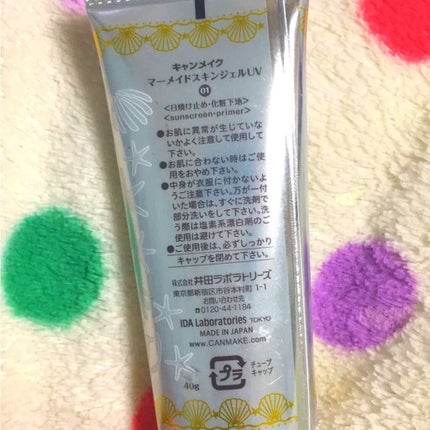 キャンメイク
マーメイドスキンジェルUV
01
<日焼け止め・化粧下地>
<sunscreen・primer>
●お肌に異常が生じていな
いかよく注意して使用して
下さい。
●お肌に合わない時はご使
用をおやめ下さい。
●中身が衣服に付かないよ
うご注意下さい。万が一付
いた場合は、すぐに洗剤で
部分洗いをして下さい。洗
う際は塩素系漂白剤のご
使用は避けて下さい。
●ご使用後は、必ずしっかり
キャップを閉めて下さい。
株式会社 井田ラボラトリーズ
東京都新宿区市谷本村町 1-1
お問い合わせ先
0120-44-1184
IDA Laboratories TOKYO
MADE IN JAPAN
www.CANMAKE.com
プラ
チューブ
キャップ
40g